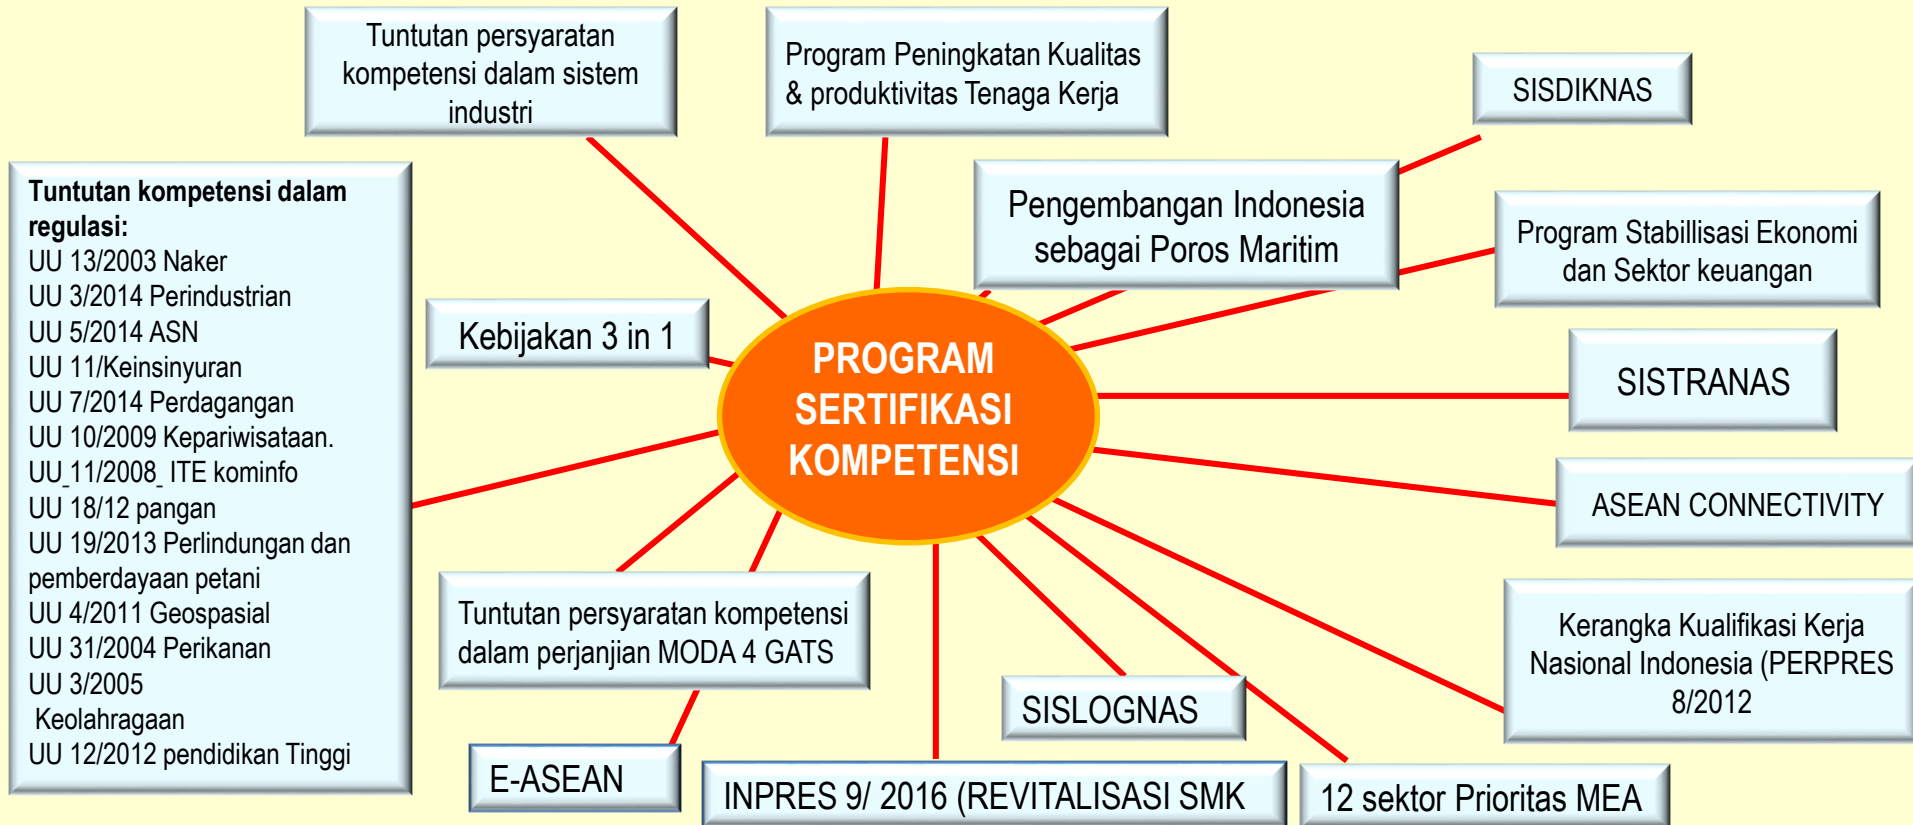 Tuntutan persyaratan
kompetensi dalam sistem
industri
Program Peningkatan Kualitas
& produktivitas Tenaga Kerja
SISDIKNAS
Tuntutan kompetensi dalam
regulasi:
UU 13/2003 Naker
UU 3/2014 Perindustrian
UU 5/2014 ASN
UU 11/Keinsinyuran
UU 7/2014 Perdagangan
UU 10/2009 Kepariwisataan.
UU_11/2008_ ITE kominfo
UU 18/12 pangan
UU 19/2013 Perlindungan dan
pemberdayaan petani
UU 4/2011 Geospasial
UU 31/2004 Perikanan
UU 3/2005
Keolahragaan
UU 12/2012 pendidikan Tinggi
Pengembangan Indonesia
sebagai Poros Maritim
Program Stabillisasi Ekonomi
dan Sektor keuangan
Kebijakan 3 in 1
PROGRAM
SERTIFIKASI
KOMPETENSI
SISTRANAS
ASEAN CONNECTIVITY
Tuntutan persyaratan kompetensi
dalam perjanjian MODA 4 GATS
Kerangka Kualifikasi Kerja
Nasional Indonesia (PERPRES
8/2012
SISLOGNAS
E-ASEAN
INPRES 9/ 2016 (REVITALISASI SMK
12 sektor Prioritas MEA